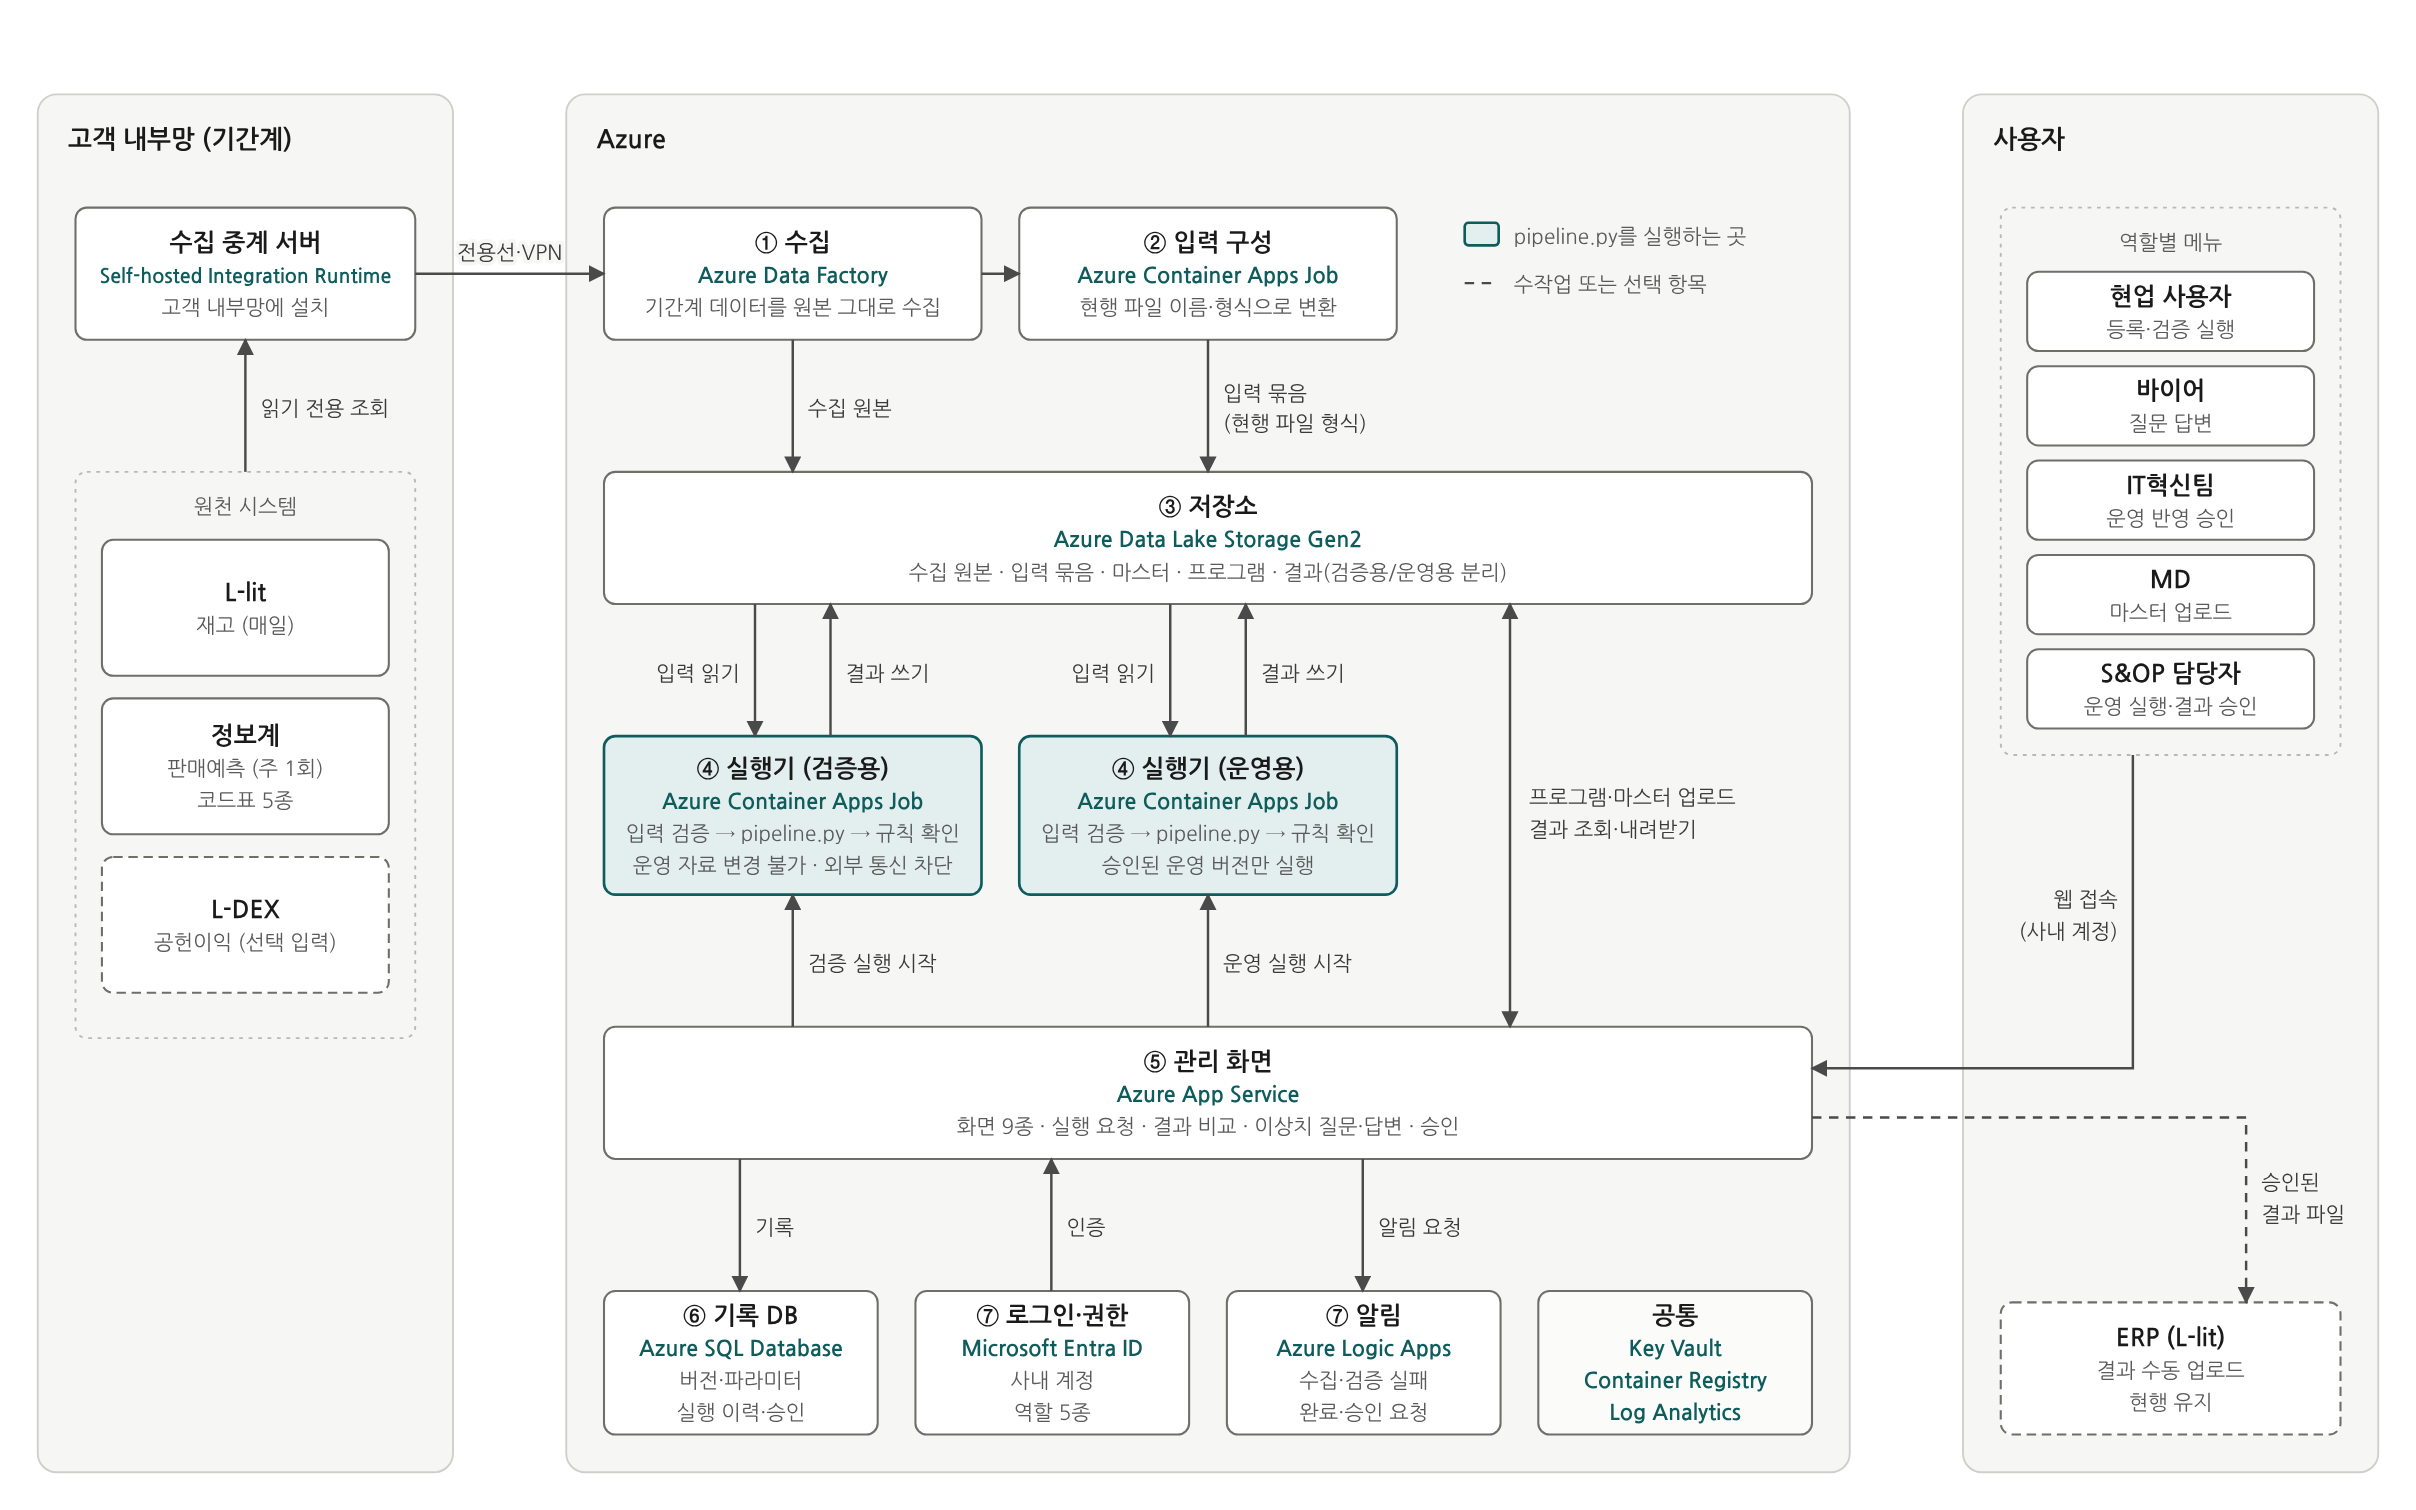 고객 내부망 (기간계)
수집 중계 서버
Self-hosted Integration Runtime
고객 내부망에 설치
읽기 전용 조회
원천 시스템
L-lit
재고 (매일)
정보계
판매예측 (주 1회)
코드표 5종
L-DEX
공헌이익 (선택 입력)
전용선·VPN
Azure
① 수집
Azure Data Factory
기간계 데이터를 원본 그대로 수집
② 입력 구성
Azure Container Apps Job
현행 파일 이름·형식으로 변환
pipeline.py를 실행하는 곳
수작업 또는 선택 항목
수집 원본
입력 묶음
(현행 파일 형식)
③ 저장소
Azure Data Lake Storage Gen2
수집 원본 · 입력 묶음 · 마스터 · 프로그램 · 결과(검증용/운영용 분리)
입력 읽기
결과 쓰기
입력 읽기
결과 쓰기
④ 실행기 (검증용)
Azure Container Apps Job
입력 검증 → pipeline.py → 규칙 확인
운영 자료 변경 불가 · 외부 통신 차단
④ 실행기 (운영용)
Azure Container Apps Job
입력 검증 → pipeline.py → 규칙 확인
승인된 운영 버전만 실행
프로그램·마스터 업로드
결과 조회·내려받기
검증 실행 시작
운영 실행 시작
⑤ 관리 화면
Azure App Service
화면 9종 · 실행 요청 · 결과 비교 · 이상치 질문·답변 · 승인
기록
인증
알림 요청
⑥ 기록 DB
Azure SQL Database
버전·파라미터
실행 이력·승인
⑦ 로그인·권한
Microsoft Entra ID
사내 계정
역할 5종
⑦ 알림
Azure Logic Apps
수집·검증 실패
완료·승인 요청
공통
Key Vault
Container Registry
Log Analytics
사용자
역할별 메뉴
현업 사용자
등록·검증 실행
바이어
질문 답변
IT혁신팀
운영 반영 승인
MD
마스터 업로드
S&OP 담당자
운영 실행·결과 승인
웹 접속
(사내 계정)
승인된
결과 파일
ERP (L-lit)
결과 수동 업로드
현행 유지